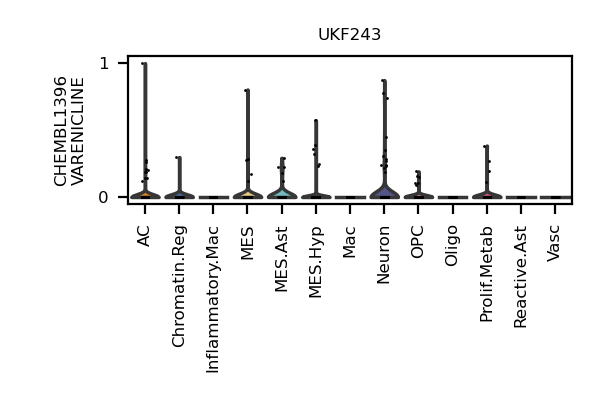 UKF243
CHEMBL1396
VARENICLINE
1
0
AC
Chromatin.Reg
Inflammatory.Mac
MES
MES.Ast
MES.Hyp
Mac
Neuron
OPC
Oligo
Prolif.Metab
Reactive.Ast
Vasc